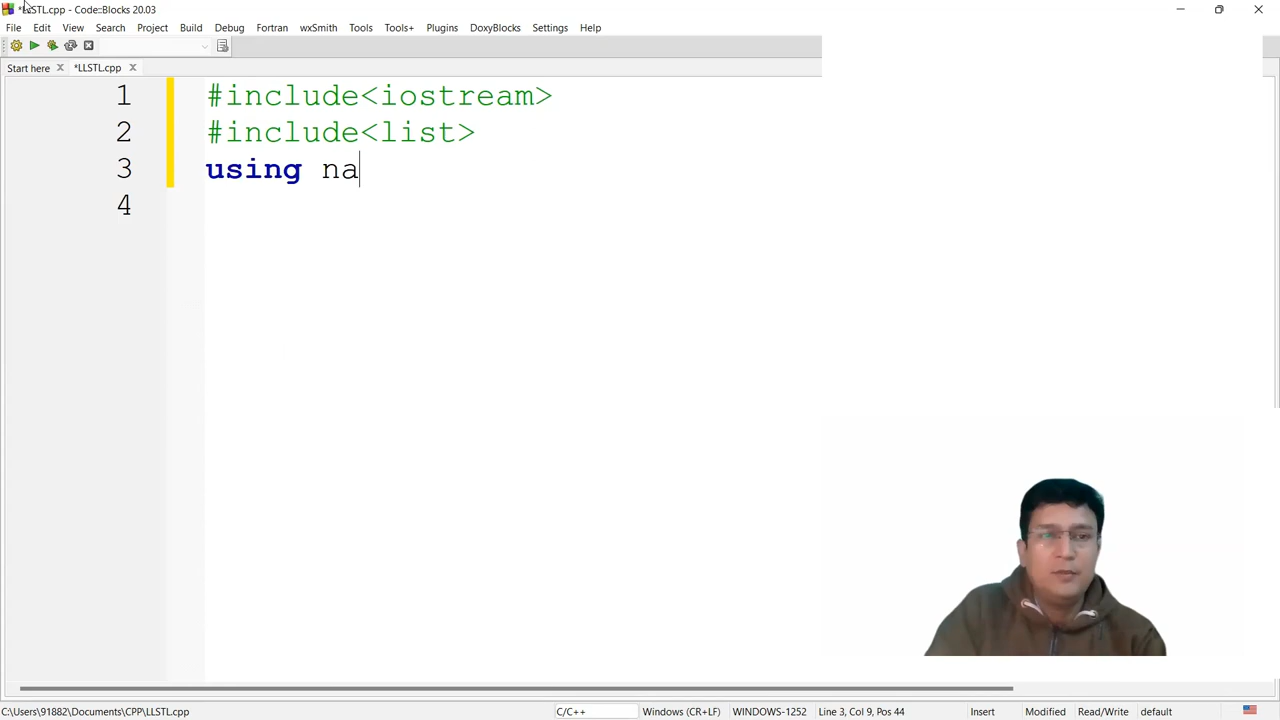 *LLSTL.cpp - Code::Blocks 20.03
File Edit View Search Project Build Debug Fortran wxSmith Tools Tools+ Plugins DoxyBlocks Settings Help
Start here *LLSTL.cpp
1 #include<iostream>
2 #include<list>
3 using na
4
C:\Users\91882\Documents\CPP\LLSTL.cpp C/C++ Windows (CR+LF) WINDOWS-1252 Line 3, Col 9, Pos 44 Insert Modified Read/Write default